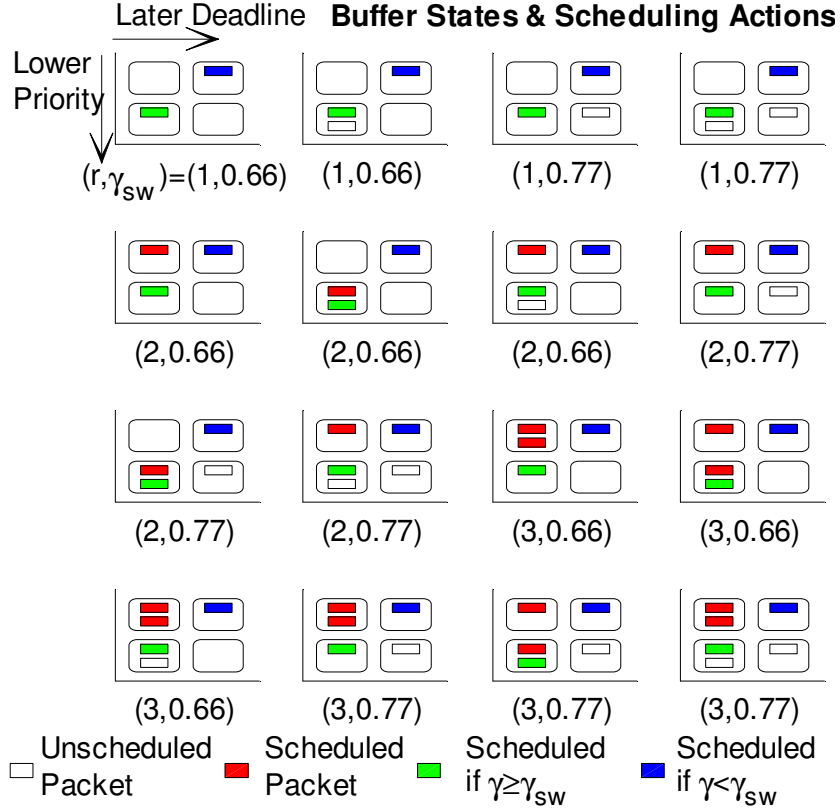 Later Deadline
Buffer States & Scheduling Actions
Lower
Priority
(r,γsw)=(1,0.66)
(1,0.66)
(1,0.77)
(1,0.77)
(2,0.66)
(2,0.66)
(2,0.66)
(2,0.77)
(2,0.77)
(2,0.77)
(3,0.66)
(3,0.66)
(3,0.66)
(3,0.77)
(3,0.77)
(3,0.77)
Unscheduled
Packet
Scheduled
Packet
Scheduled
if γ≥γsw
Scheduled
if γ<γsw